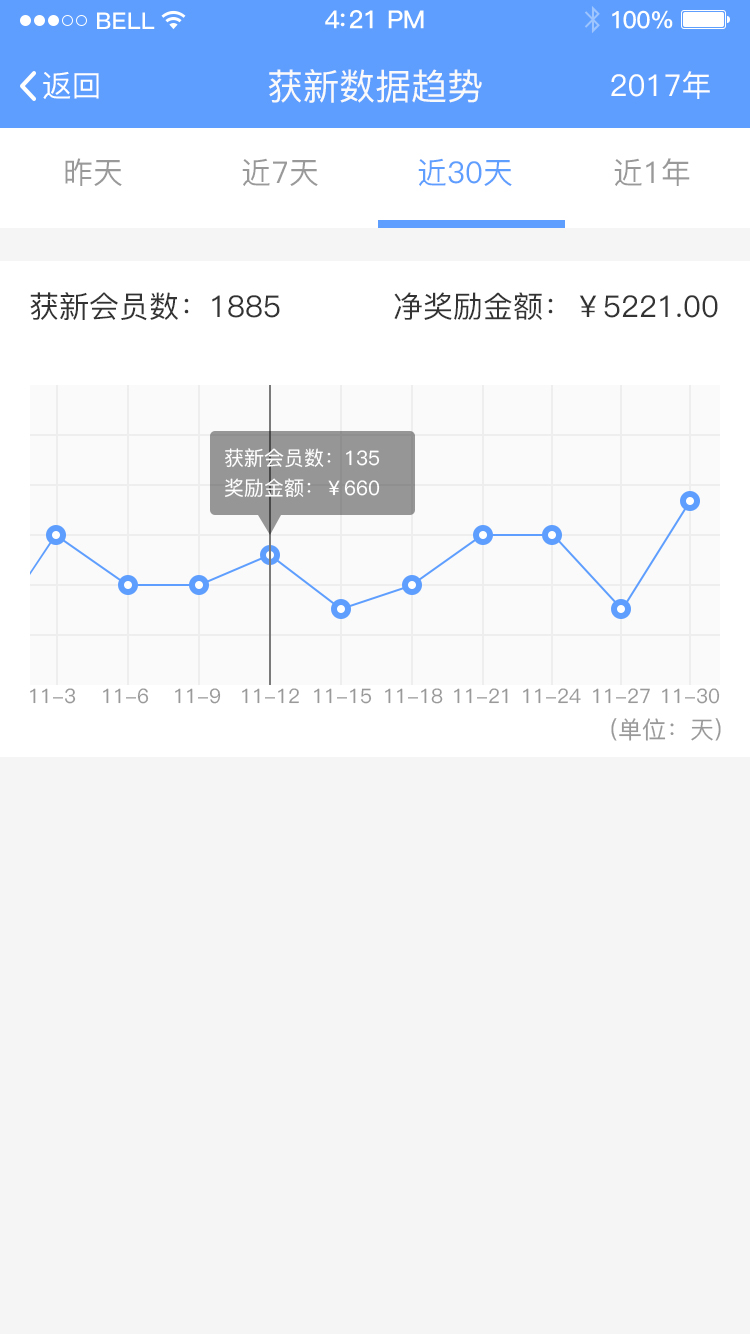 BELL 4:21 PM 100%
返回 获新数据趋势 2017年
昨天 近7天 近30天 近1年
获新会员数：1885 净奖励金额：￥5221.00
获新会员数：135
奖励金额：￥660
11-3 11-6 11-9 11-12 11-15 11-18 11-21 11-24 11-27 11-30
(单位：天)